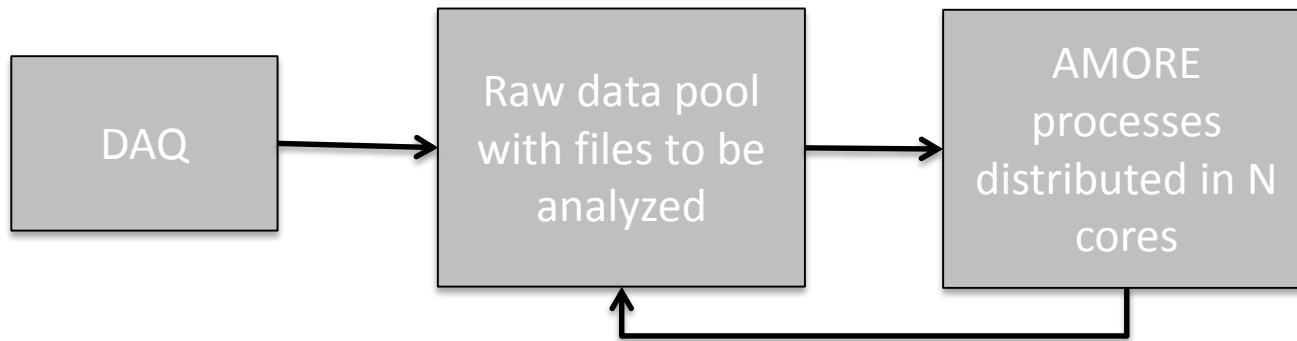 DAQ
Raw data pool
with files to be
analyzed
AMORE
processes
distributed in N
cores